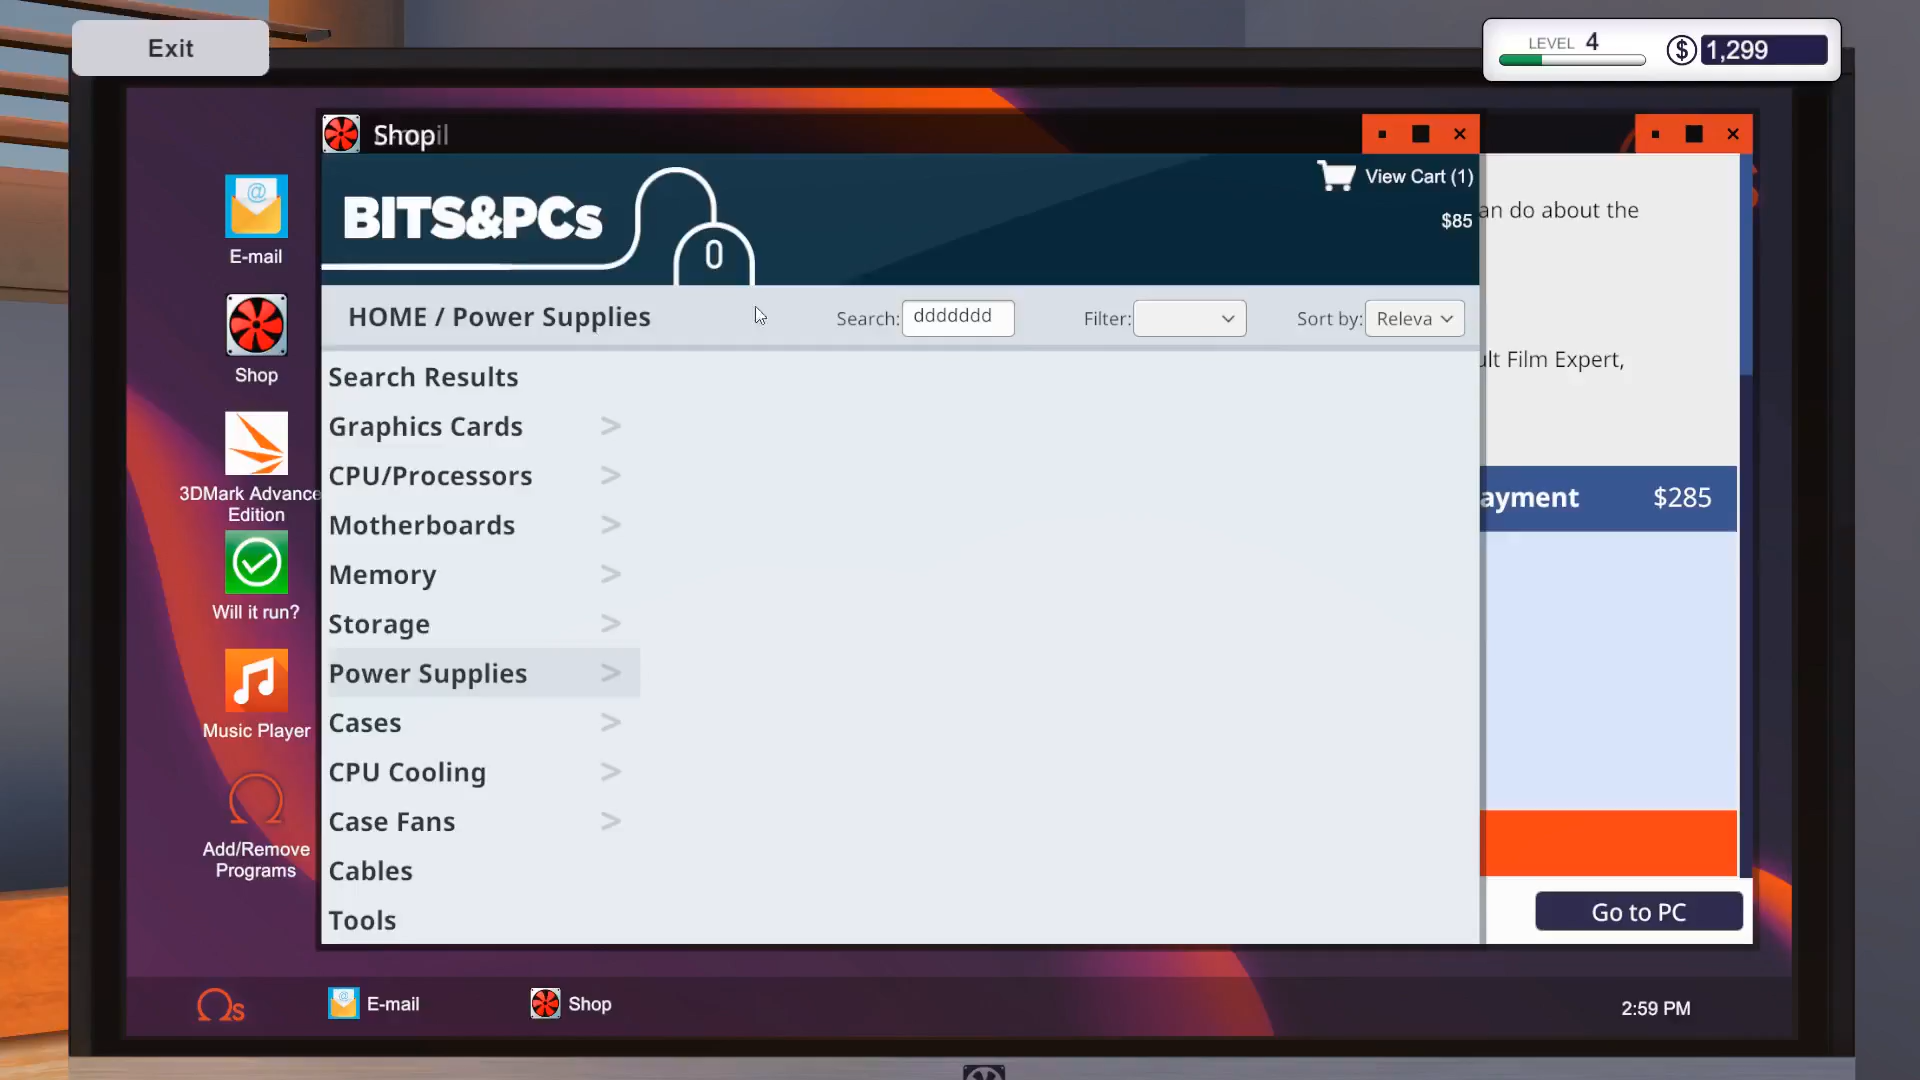 Exit
LEVEL 4
$ 1,299
Shop
BITS&PCs
View Cart (1)
$85
an do about the
HOME / Power Supplies
Search: ddddddd
Filter:
Sort by: Releva
Search Results
Graphics Cards >
CPU/Processors >
Motherboards >
Memory >
Storage >
Power Supplies >
Cases >
CPU Cooling >
Case Fans >
Cables
Tools
ult Film Expert,
ayment $285
Go to PC
E-mail
Shop
3DMark Advance
Edition
Will it run?
Music Player
Add/Remove
Programs
Ωs
E-mail
Shop
2:59 PM